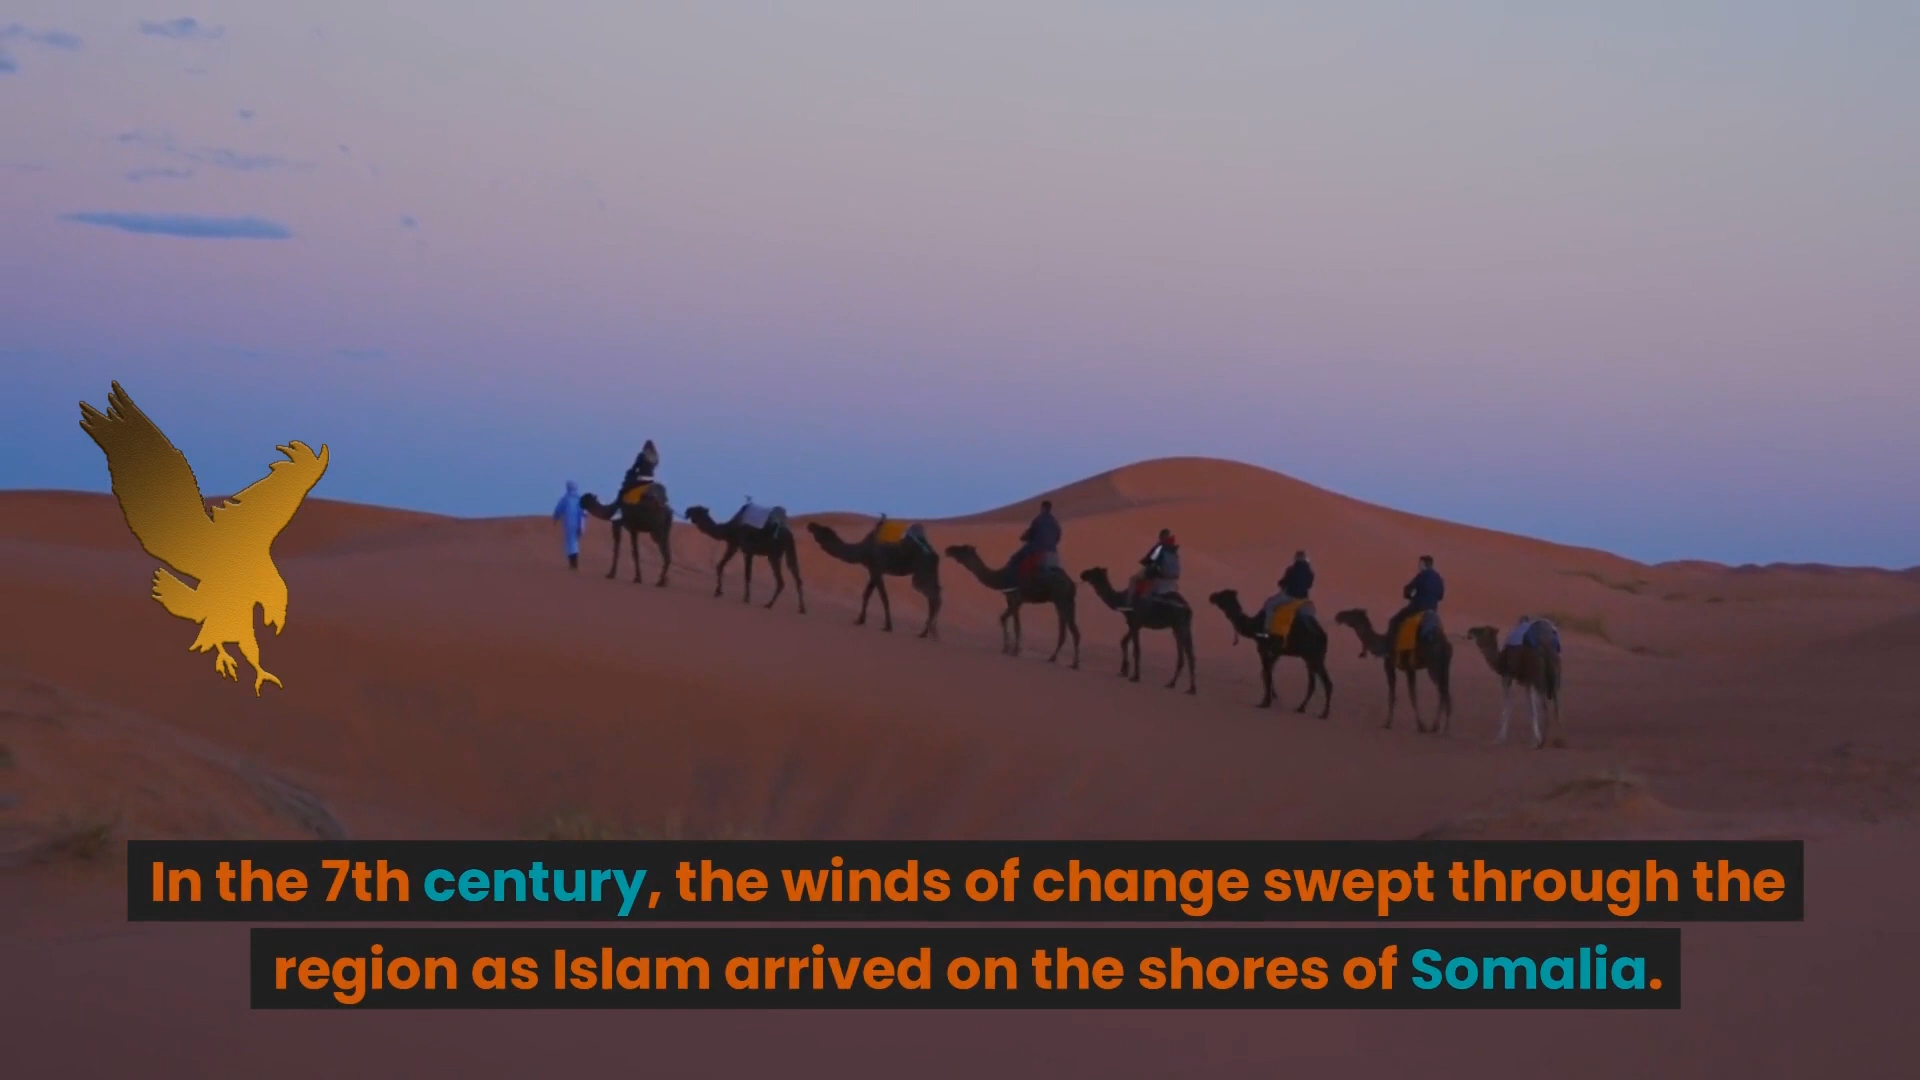 In the 7th century, the winds of change swept through the
region as Islam arrived on the shores of Somalia.